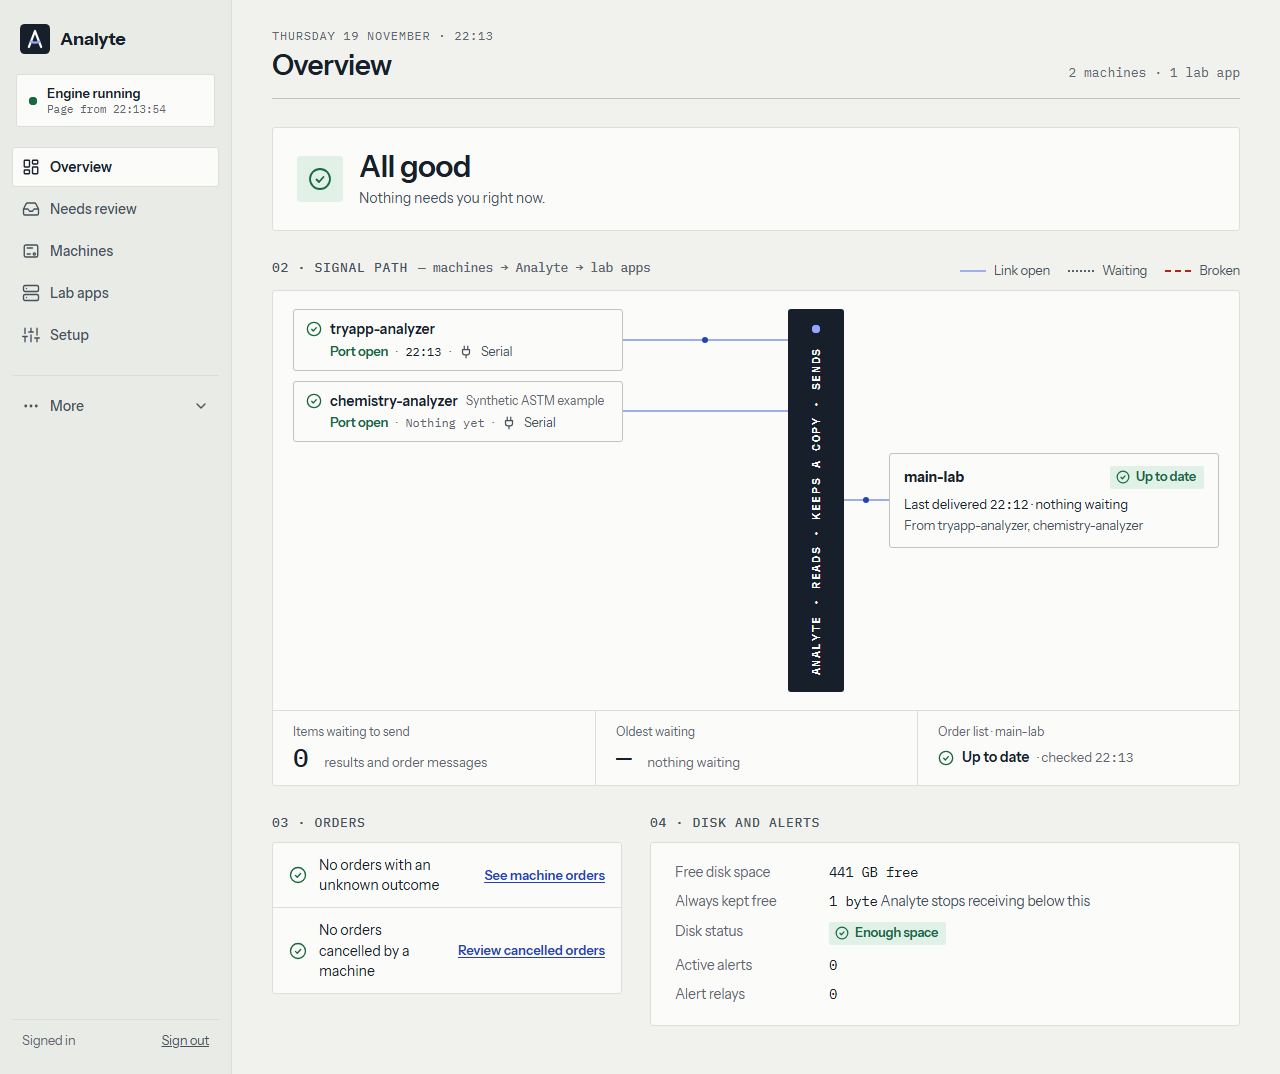 Analyte
Engine running
Page from 22:13:54
Overview
Needs review
Machines
Lab apps
Setup
More
Signed in
Sign out
THURSDAY 19 NOVEMBER · 22:13
Overview
2 machines · 1 lab app
All good
Nothing needs you right now.
02 · SIGNAL PATH — machines → Analyte → lab apps
Link open
Waiting
Broken
tryapp-analyzer
Port open · 22:13 · Serial
chemistry-analyzer Synthetic ASTM example
Port open · Nothing yet · Serial
ANALYTE · READS · KEEPS A COPY · SENDS
main-lab
Up to date
Last delivered 22:12 · nothing waiting
From tryapp-analyzer, chemistry-analyzer
Items waiting to send
0 results and order messages
Oldest waiting
— nothing waiting
Order list · main-lab
Up to date · checked 22:13
03 · ORDERS
No orders with an
unknown outcome
See machine orders
No orders
cancelled by a
machine
Review cancelled orders
04 · DISK AND ALERTS
Free disk space 441 GB free
Always kept free 1 byte Analyte stops receiving below this
Disk status Enough space
Active alerts 0
Alert relays 0